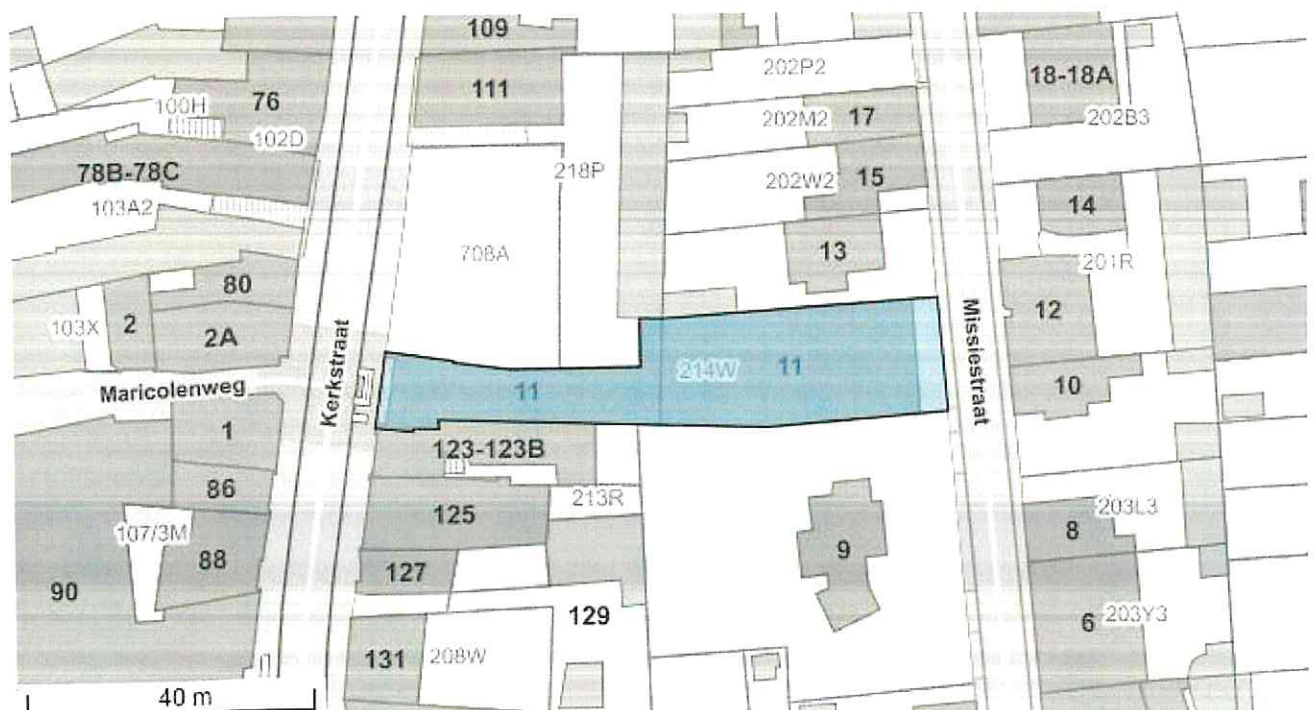 109
18-18A
202P2
111
76
100H
17
202M2
202B3
102D
78B-78C
218P
15
202W2
14
103A2
708A
13
201R
80
12
103X
2
2A
Kerkstraat
Missiestraat
214W
11
10
Maricolenweg
11
1
123-123B
86
213R
203L3
125
107/3M
8
88
9
127
90
129
6
203Y3
131
208W
40 m